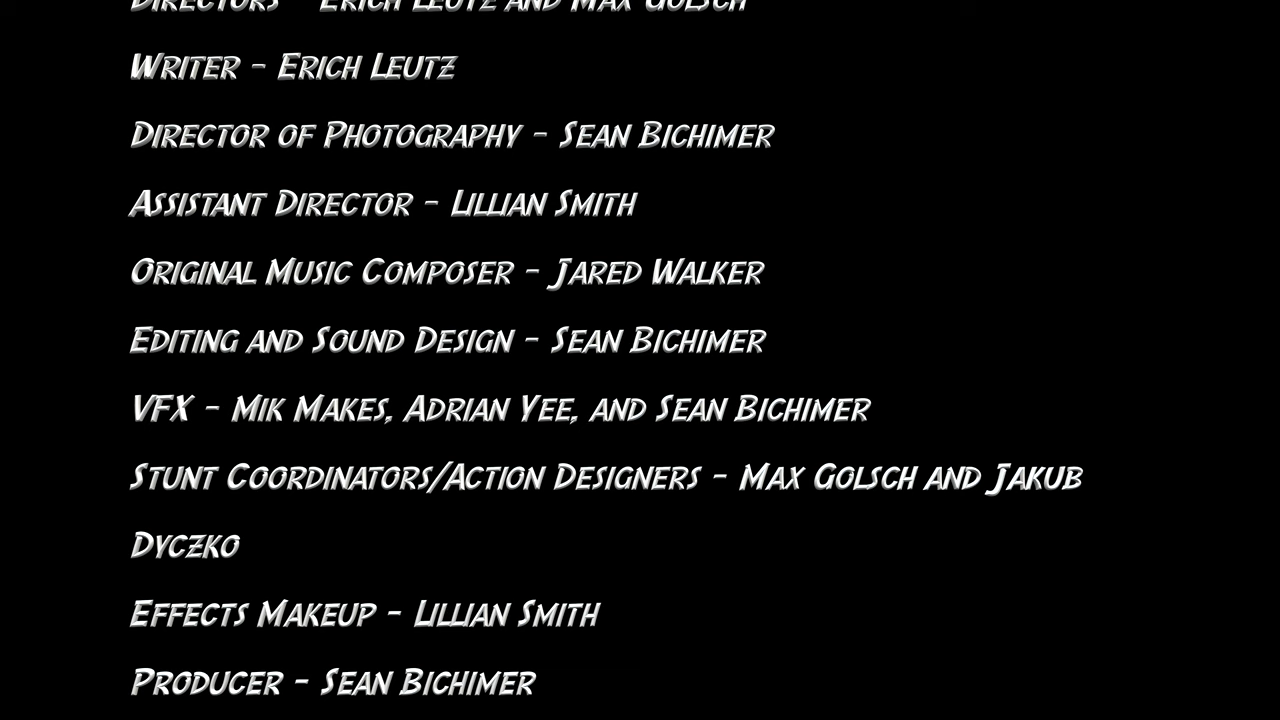 Directors - Erich Leutz and Max Golsch
Writer - Erich Leutz
Director of Photography - Sean Bichimer
Assistant Director - Lillian Smith
Original Music Composer - Jared Walker
Editing and Sound Design - Sean Bichimer
VFX - Mik Makes, Adrian Yee, and Sean Bichimer
Stunt Coordinators/Action Designers - Max Golsch and Jakub
Dyczko
Effects Makeup - Lillian Smith
Producer - Sean Bichimer